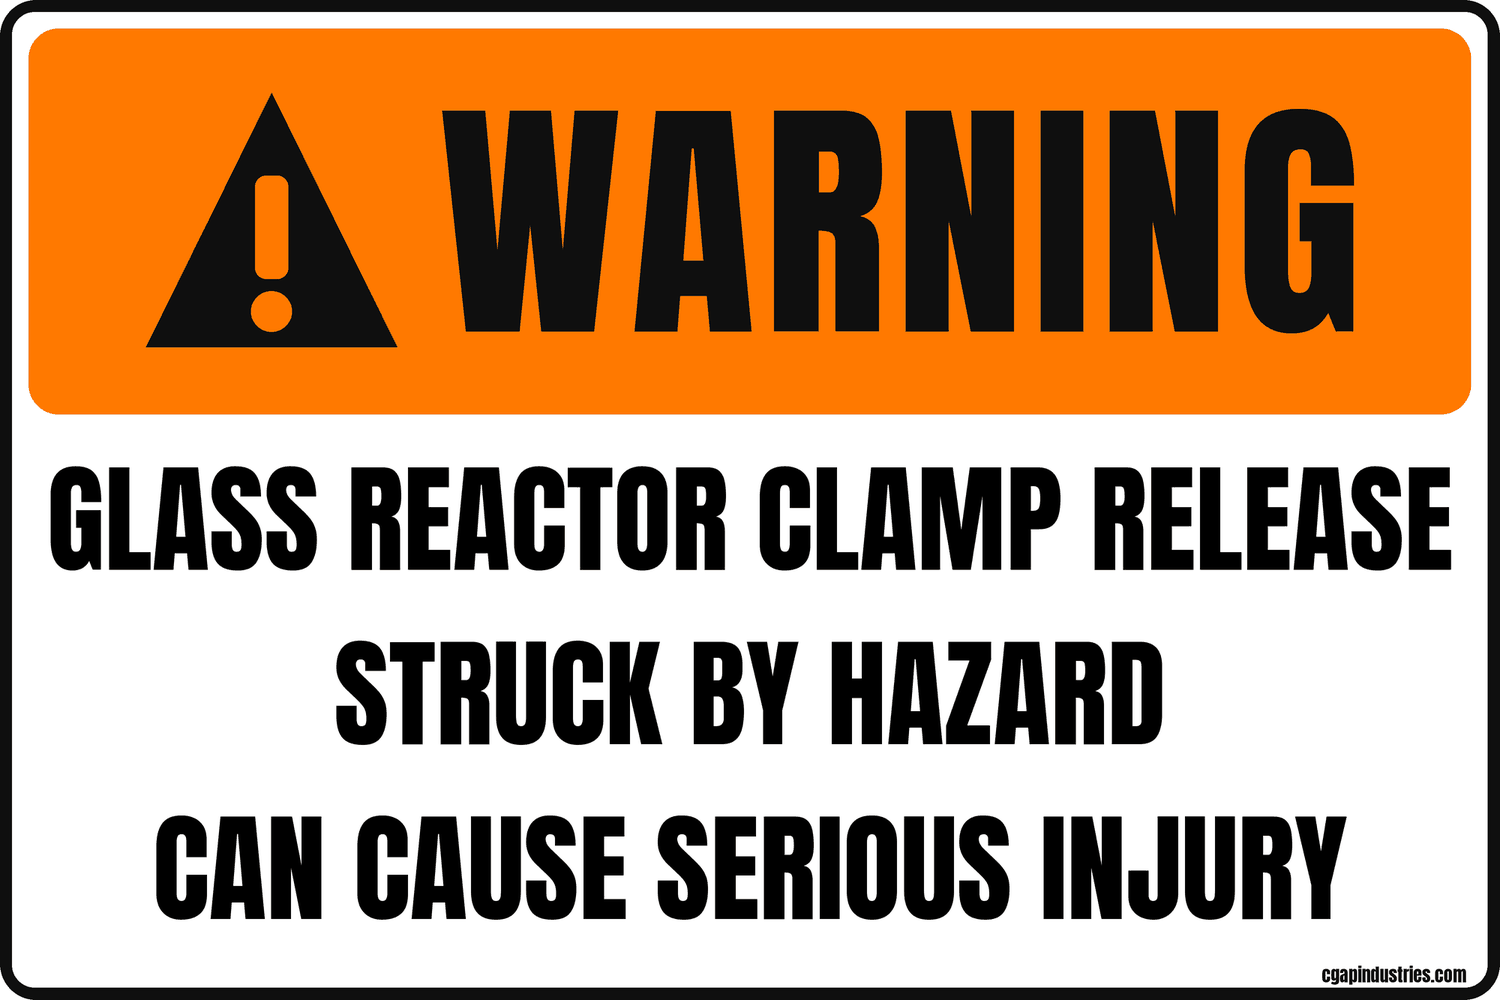 WARNING
GLASS REACTOR CLAMP RELEASE
STRUCK BY HAZARD
CAN CAUSE SERIOUS INJURY
cgapindustries.com